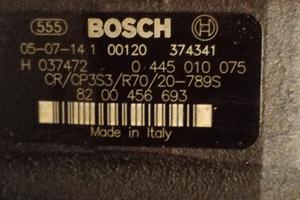 555 BOSCH
05-07-14.1 00120 374341
H 037472 0 445 010 075
CR/CP3S3/R70/20-789S
82 00 456 693
Made in Italy